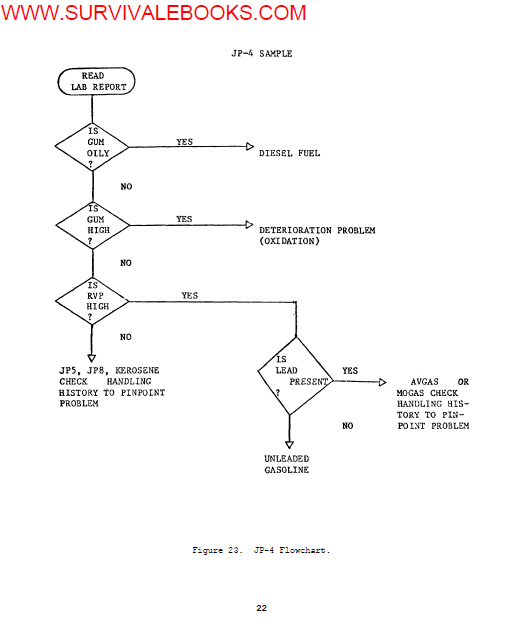 WWW.SURVIVALEBOOKS.COM
JP-4 SAMPLE
READ
LAB REPORT
IS
GUM
OILY
?
YES
DIESEL FUEL
NO
IS
GUM
HIGH
?
YES
DETERIORATION PROBLEM
(OXIDATION)
NO
IS
RVP
HIGH
?
YES
NO
JP5, JP8, KEROSENE
CHECK HANDLING
HISTORY TO PINPOINT
PROBLEM
IS
LEAD
PRESENT
?
YES
AVGAS OR
MOGAS CHECK
HANDLING HIS-
TORY TO PIN-
POINT PROBLEM
NO
UNLEADED
GASOLINE
Figure 23. JP-4 Flowchart.
22